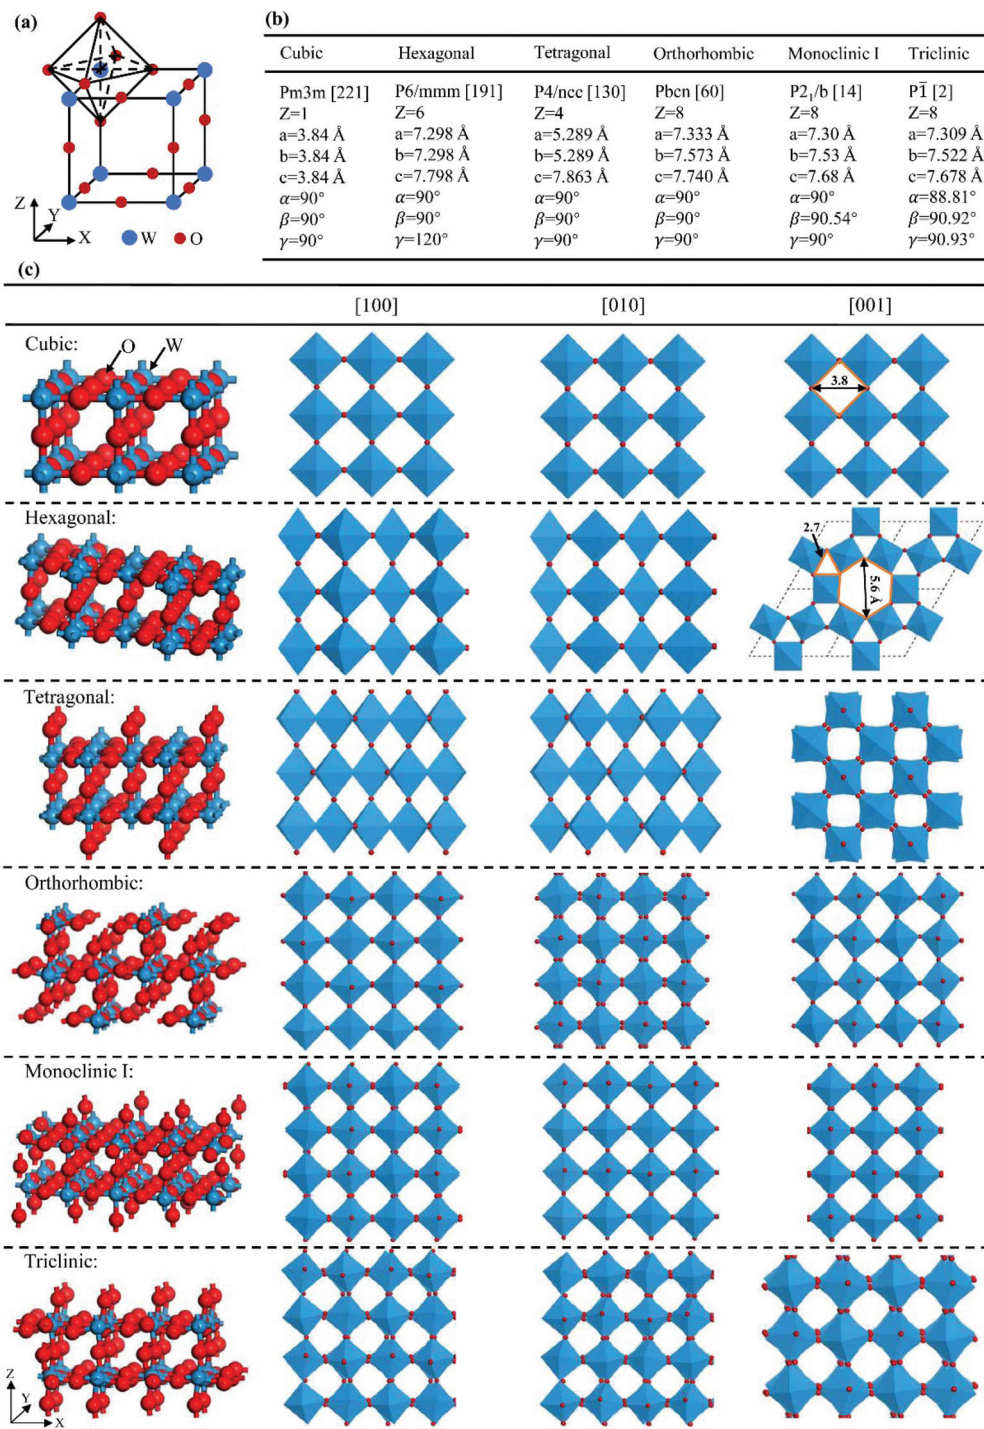 (a)
Z
Y
X
W
O
(b)
Cubic Hexagonal Tetragonal Orthorhombic Monoclinic I Triclinic
Pm3m [221] P6/mmm [191] P4/ncc [130] Pbcn [60] P2₁/b [14] P1̅ [2]
Z=1 Z=6 Z=4 Z=8 Z=8 Z=8
a=3.84 Å a=7.298 Å a=5.289 Å a=7.333 Å a=7.30 Å a=7.309 Å
b=3.84 Å b=7.298 Å b=5.289 Å b=7.573 Å b=7.53 Å b=7.522 Å
c=3.84 Å c=7.798 Å c=7.863 Å c=7.740 Å c=7.68 Å c=7.678 Å
α=90° α=90° α=90° α=90° α=90° α=88.81°
β=90° β=90° β=90° β=90° β=90.54° β=90.92°
γ=90° γ=120° γ=90° γ=90° γ=90° γ=90.93°
(c)
[100] [010] [001]
Cubic:
O W
3.8
Hexagonal:
2.7
5.6 Å
Tetragonal:
Orthorhombic:
Monoclinic I:
Triclinic:
Z
Y
X